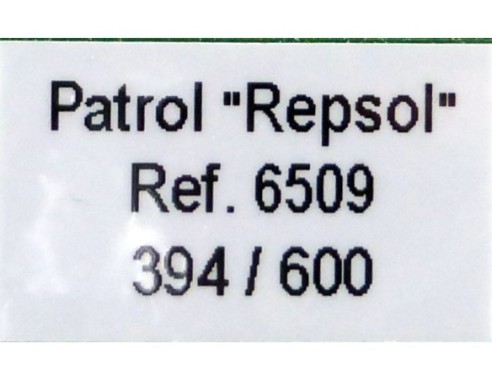 Patrol "Repsol"
Ref. 6509
394 / 600